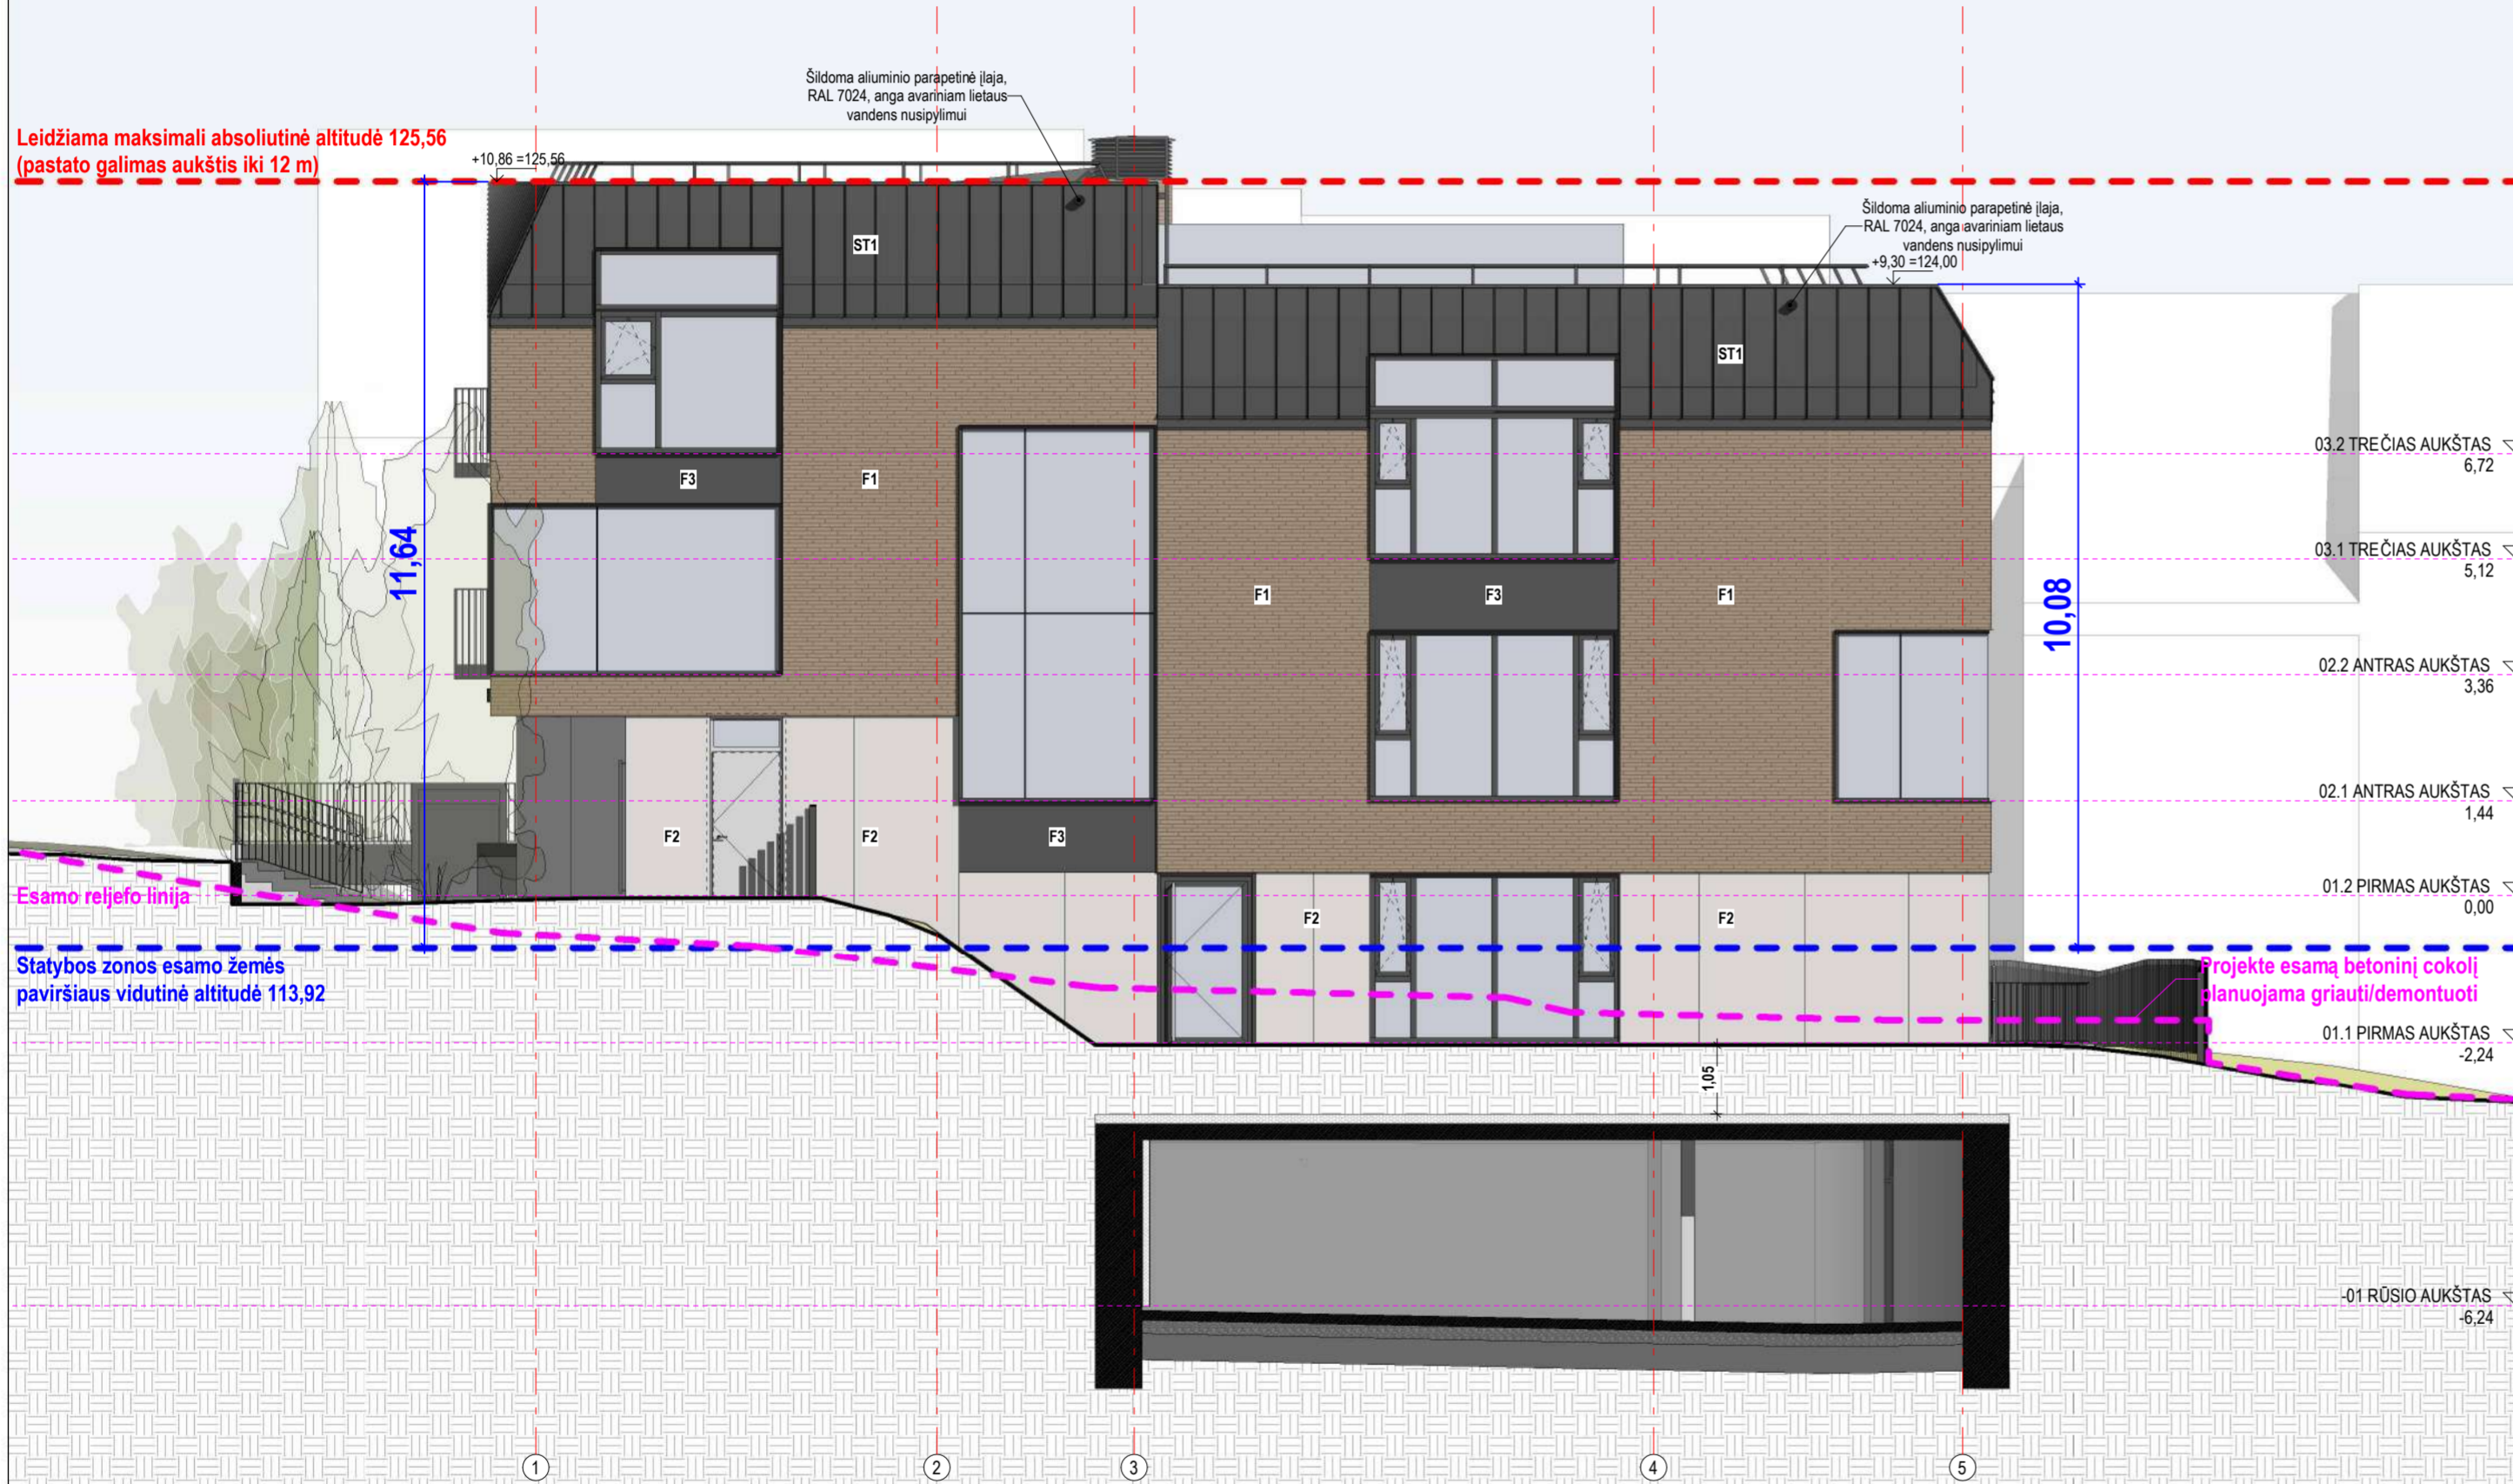 Šildoma aliuminio parapetinė įlaja,
RAL 7024, anga avariniam lietaus
vandens nusipylimui
Leidžiama maksimali absoliutinė altitudė 125,56
(pastato galimas aukštis iki 12 m)
+10,86 =125,56
Šildoma aliuminio parapetinė įlaja,
RAL 7024, anga avariniam lietaus
vandens nusipylimui
+9,30 =124,00
ST1
ST1
03.2 TREČIAS AUKŠTAS
6,72
F3
F1
11,64
03.1 TREČIAS AUKŠTAS
5,12
F1
F3
F1
10,08
02.2 ANTRAS AUKŠTAS
3,36
02.1 ANTRAS AUKŠTAS
1,44
F2
F2
F3
Esamo reljefo linija
01.2 PIRMAS AUKŠTAS
0,00
F2
F2
Statybos zonos esamo žemės
paviršiaus vidutinė altitudė 113,92
Projekte esamą betoninį cokolį
planuojama griauti/demontuoti
01.1 PIRMAS AUKŠTAS
-2,24
1,05
-01 RŪSIO AUKŠTAS
-6,24
1
2
3
4
5